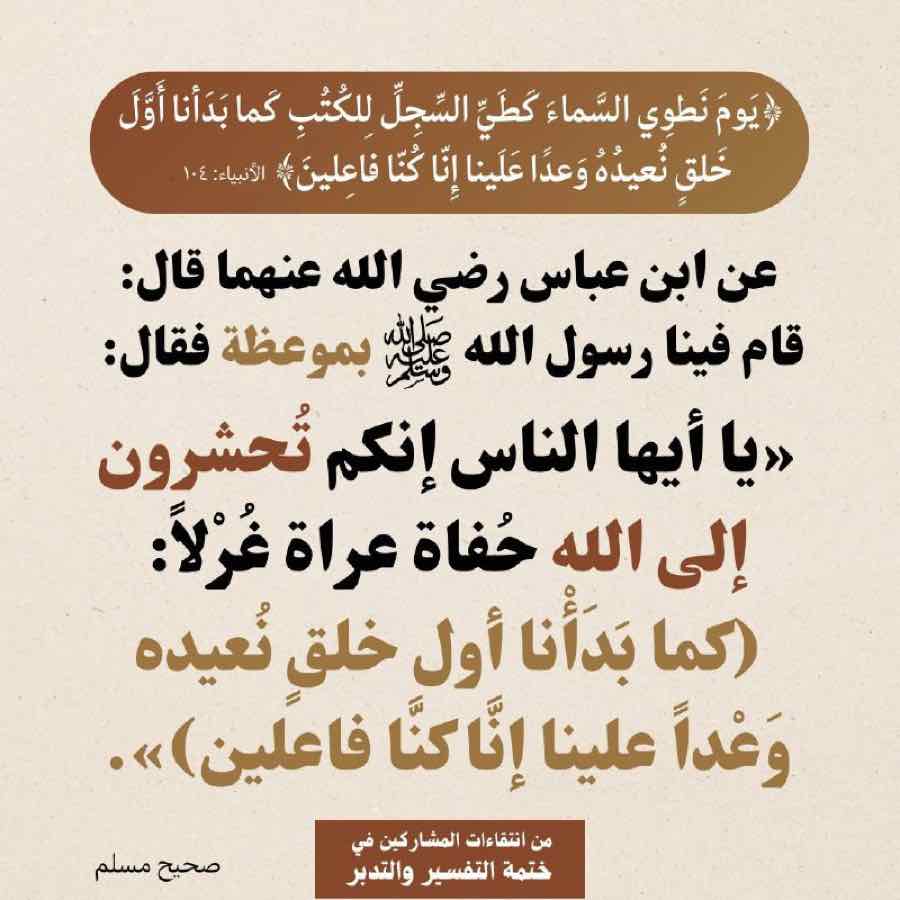 ﴿يَومَ نَطوِي السَّماءَ كَطَيِّ السِّجِلِّ لِلكُتُبِ كَما بَدَأنا أَوَّلَ
خَلقٍ نُعيدُهُ وَعدًا عَلَينا إِنّا كُنّا فاعِلينَ﴾ الأنبياء: ١٠٤
عن ابن عباس رضي الله عنهما قال:
قام فينا رسول الله ﷺ بموعظة فقال:
«يا أيها الناس إنكم تُحشرون
إلى الله حُفاة عراة غُرْلاً:
(كما بَدَأْنا أول خلقٍ نُعيده
وَعْداً علينا إنَّا كنَّا فاعلين)».
من انتقاءات المشاركين في
ختمة التفسير والتدبر
صحيح مسلم